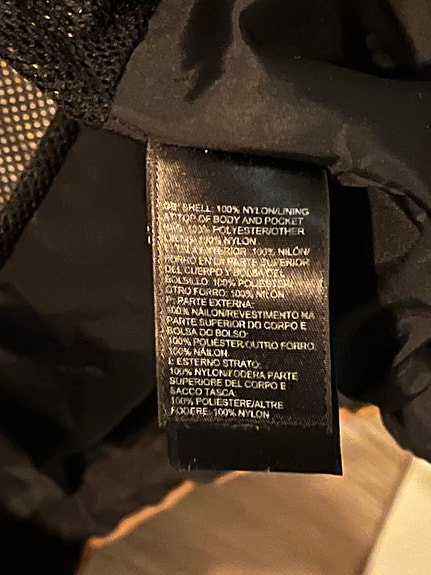 GB: SHELL: 100% NYLON/LINING
AT TOP OF BODY AND POCKET
100% POLYESTER/OTHER
100% NYLON
100% NILÓN/
FORRO EN LA PARTE SUPERIOR
DEL CUERPO Y BOLSA DEL
BOLSILLO: 100% POLIÉSTER/
OTRO FORRO: 100% NILÓN
P: PARTE EXTERNA:
100% NÁILON/REVESTIMENTO NA
PARTE SUPERIOR DO CORPO E
BOLSA DO BOLSO:
POLIÉSTER/OUTRO FORRO:
100% NÁILON
I: ESTERNO STRATO:
100% NYLON/FODERA PARTE
SUPERIORE DEL CORPO E
SACCO TASCA:
100% POLIESTERE/ALTRE
FODERE: 100% NYLON